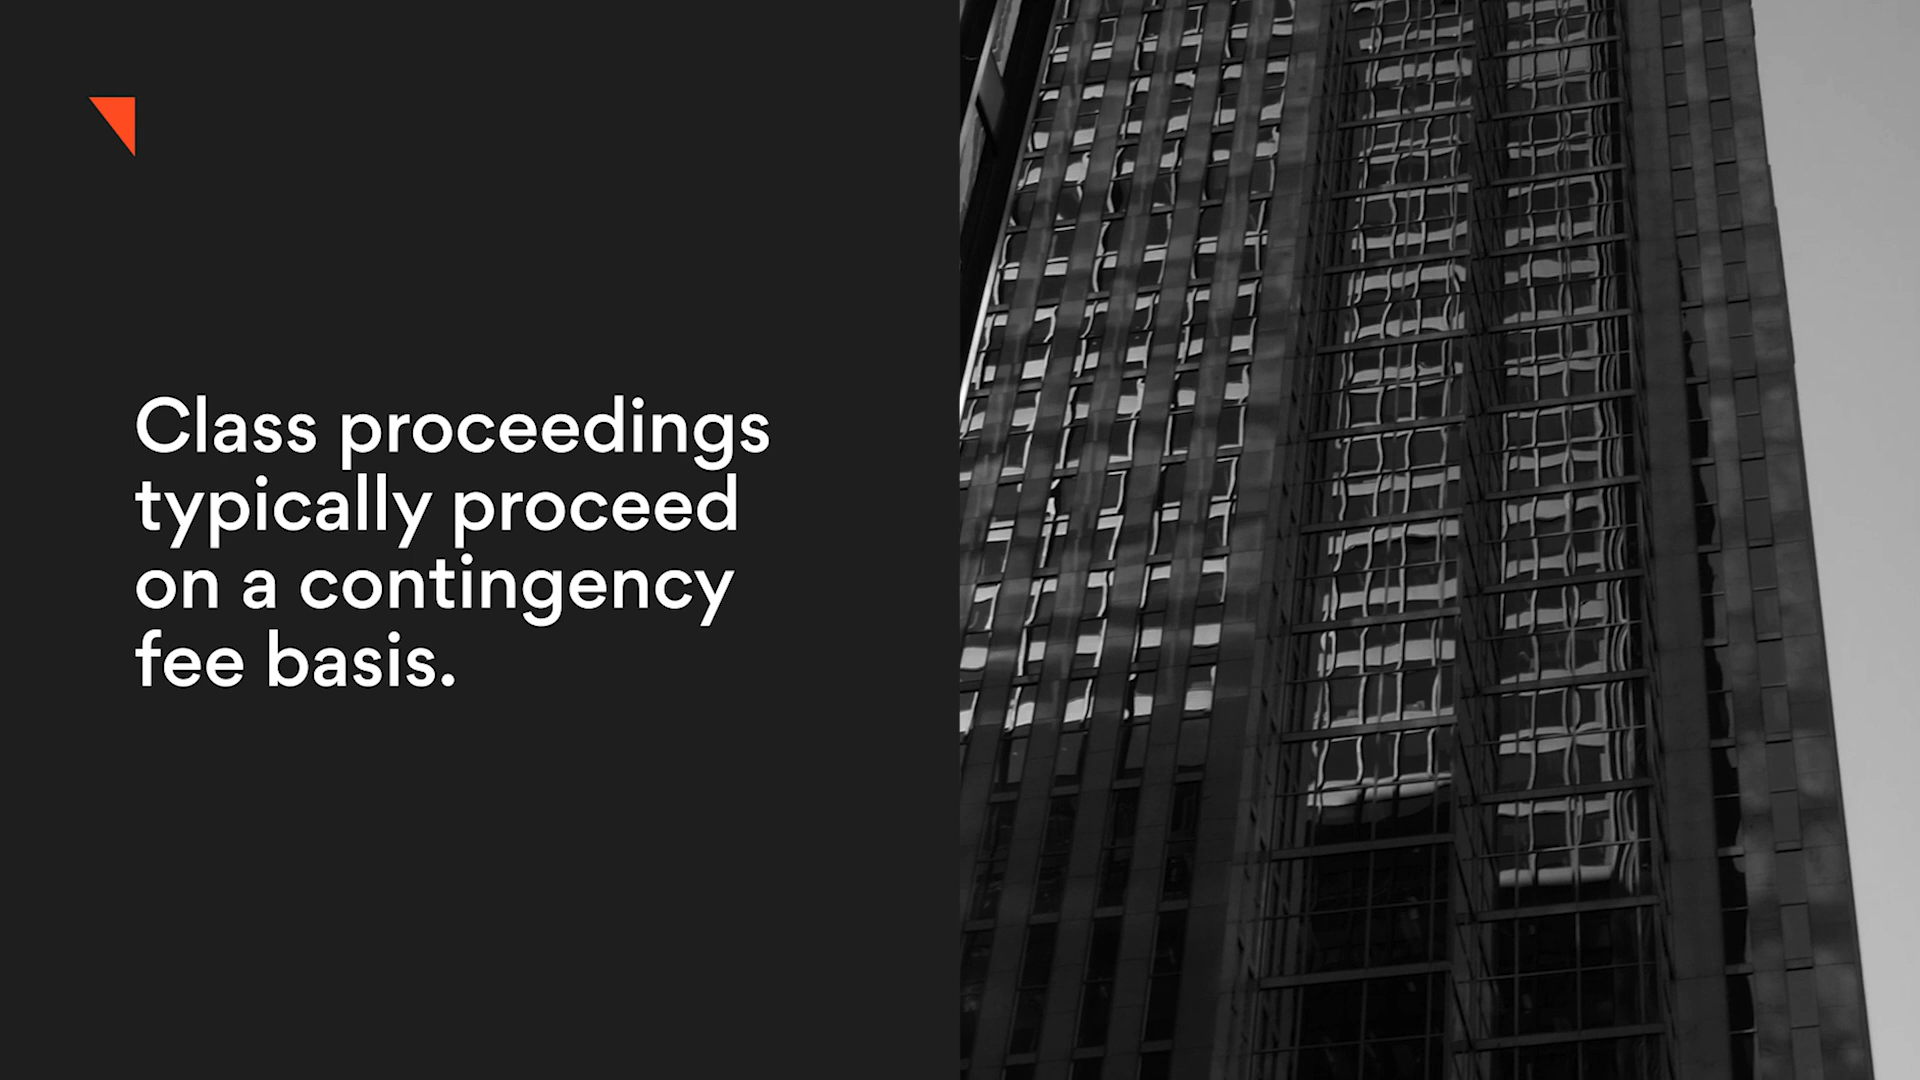 Class proceedings
typically proceed
on a contingency
fee basis.